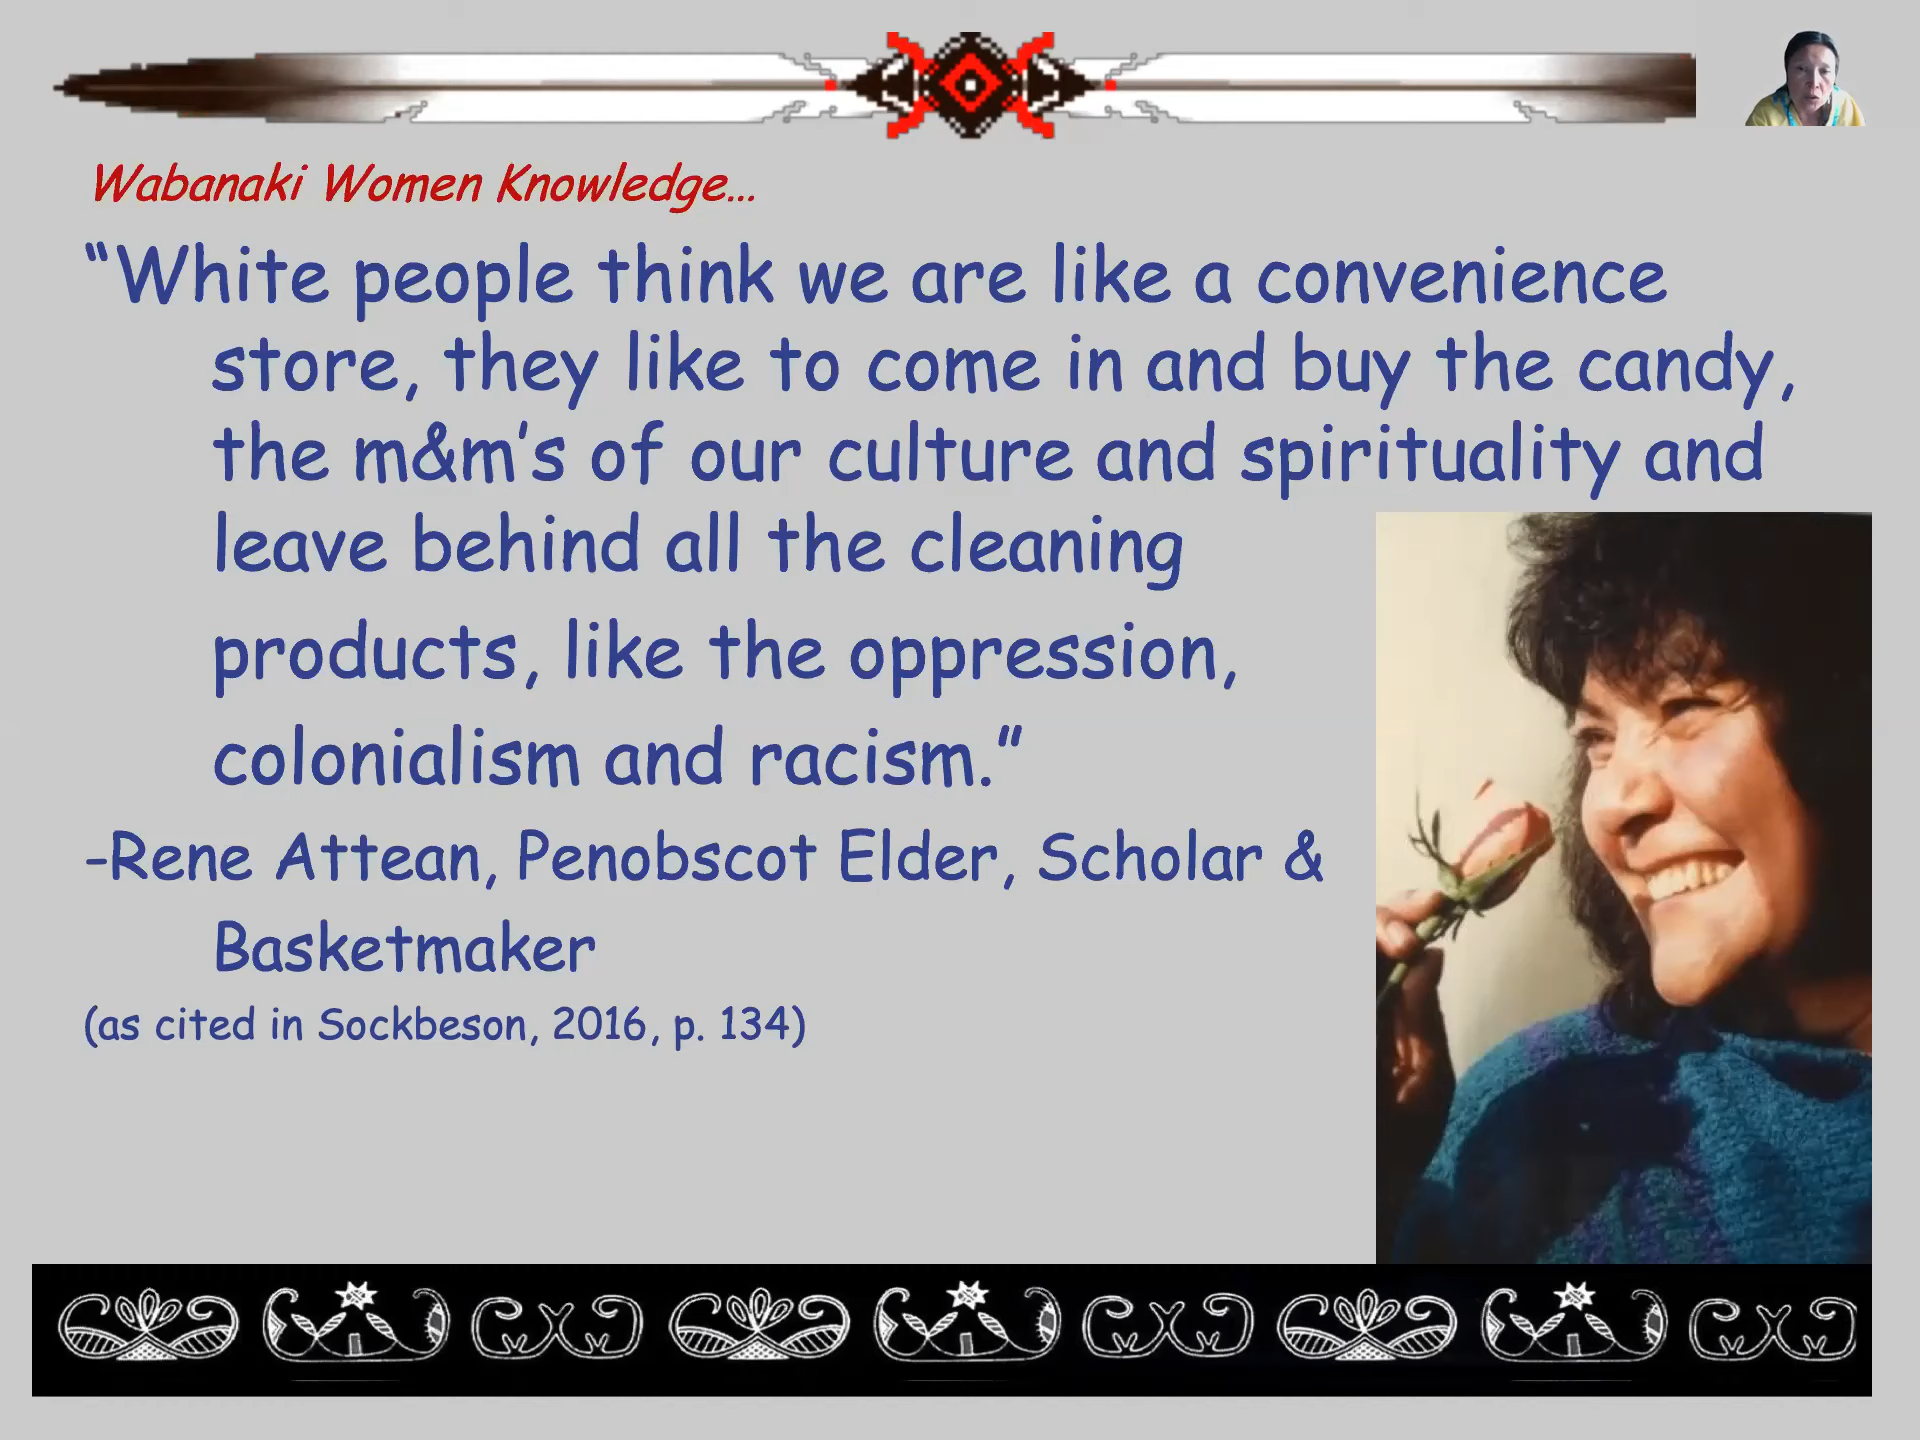 Wabanaki Women Knowledge…
“White people think we are like a convenience
store, they like to come in and buy the candy,
the m&m’s of our culture and spirituality and
leave behind all the cleaning
products, like the oppression,
colonialism and racism.”
-Rene Attean, Penobscot Elder, Scholar &
Basketmaker
(as cited in Sockbeson, 2016, p. 134)